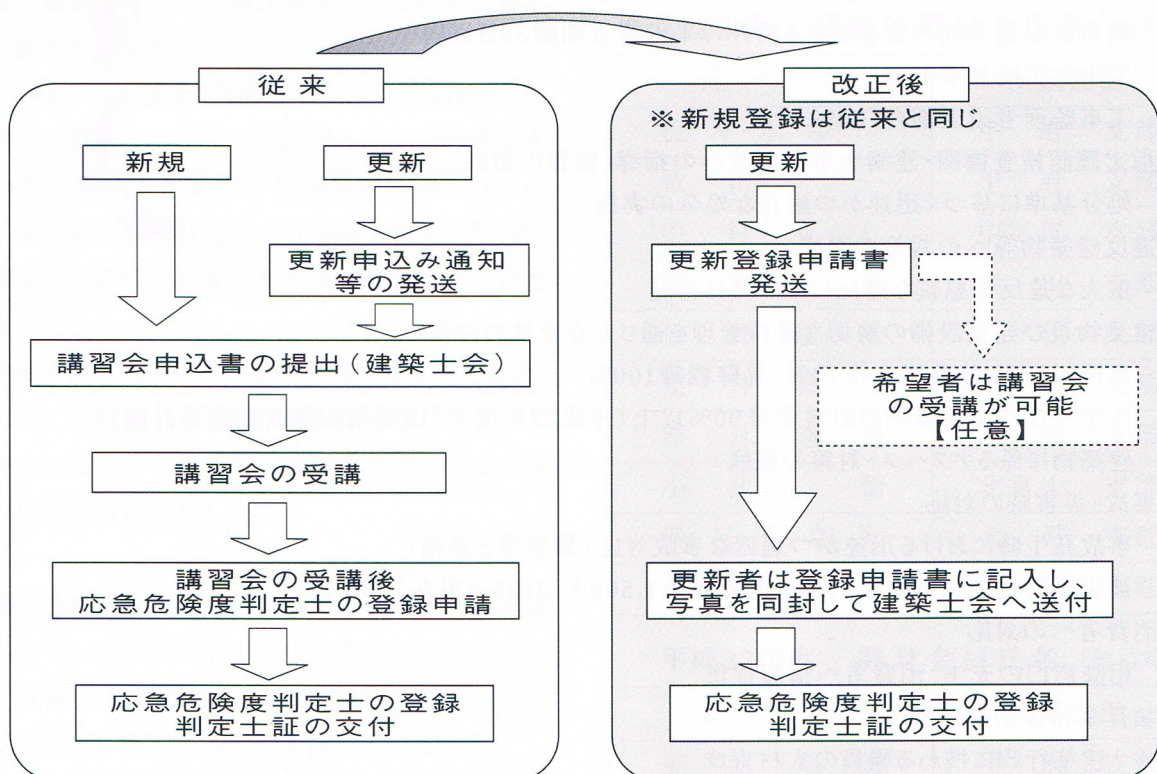 従来
新規
更新
更新申込み通知
等の発送
講習会申込書の提出（建築士会）
講習会の受講
講習会の受講後
応急危険度判定士の登録申請
応急危険度判定士の登録
判定士証の交付
改正後
※新規登録は従来と同じ
更新
更新登録申請書
発送
希望者は講習会
の受講が可能
【任意】
更新者は登録申請書に記入し、
写真を同封して建築士会へ送付
応急危険度判定士の登録
判定士証の交付